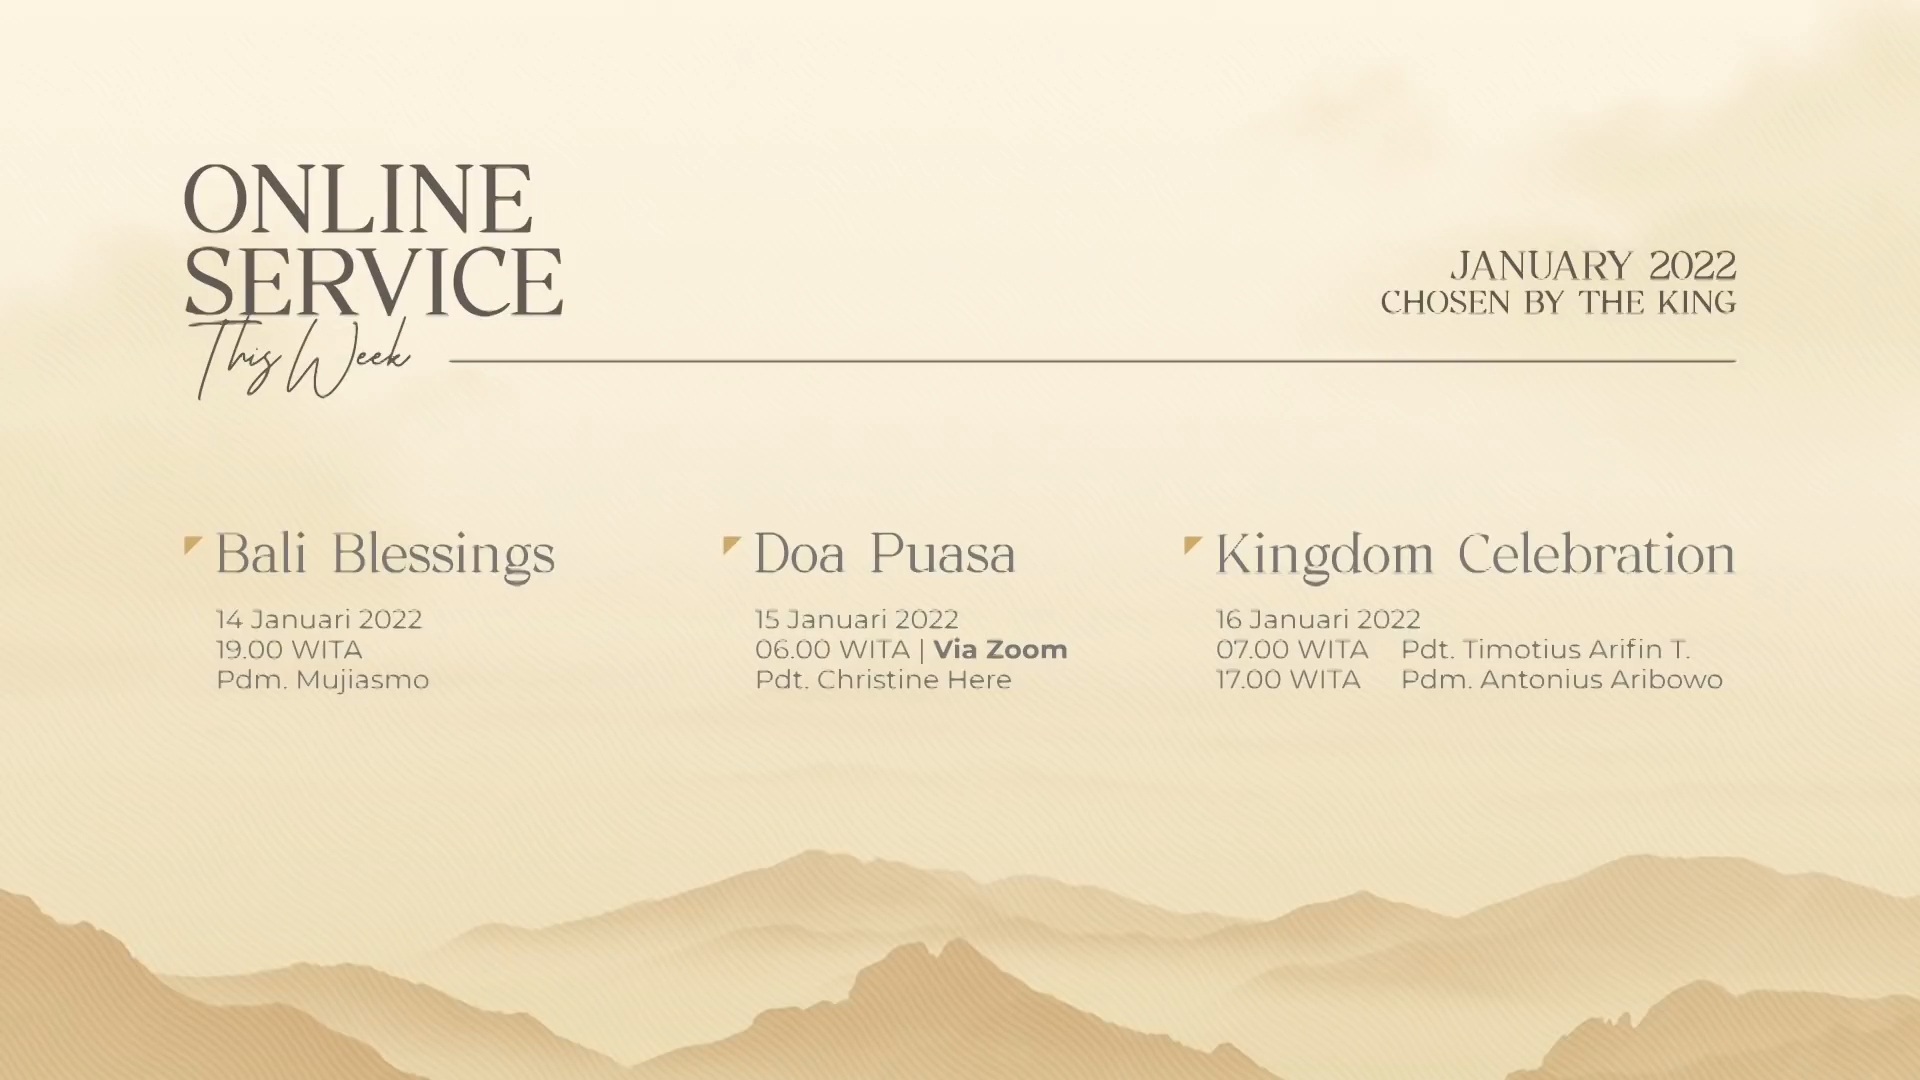 ONLINE
SERVICE
This Week
JANUARY 2022
CHOSEN BY THE KING
Bali Blessings
14 Januari 2022
19.00 WITA
Pdm. Mujiasmo
Doa Puasa
15 Januari 2022
06.00 WITA | Via Zoom
Pdt. Christine Here
Kingdom Celebration
16 Januari 2022
07.00 WITA Pdt. Timotius Arifin T.
17.00 WITA Pdm. Antonius Aribowo